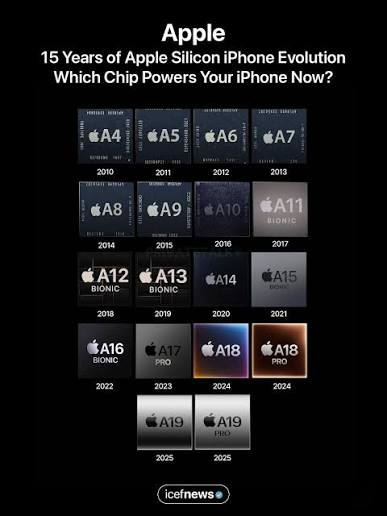 Apple
15 Years of Apple Silicon iPhone Evolution
Which Chip Powers Your iPhone Now?
A4 A5 A6 A7
2010 2011 2012 2013
A8 A9 A10 A11
BIONIC
2014 2015 2016 2017
A12 A13 A14 A15
BIONIC BIONIC BIONIC
2018 2019 2020 2021
A16 A17 A18 A18
BIONIC PRO PRO
2022 2023 2024 2024
A19 A19
PRO
2025 2025
icefnews